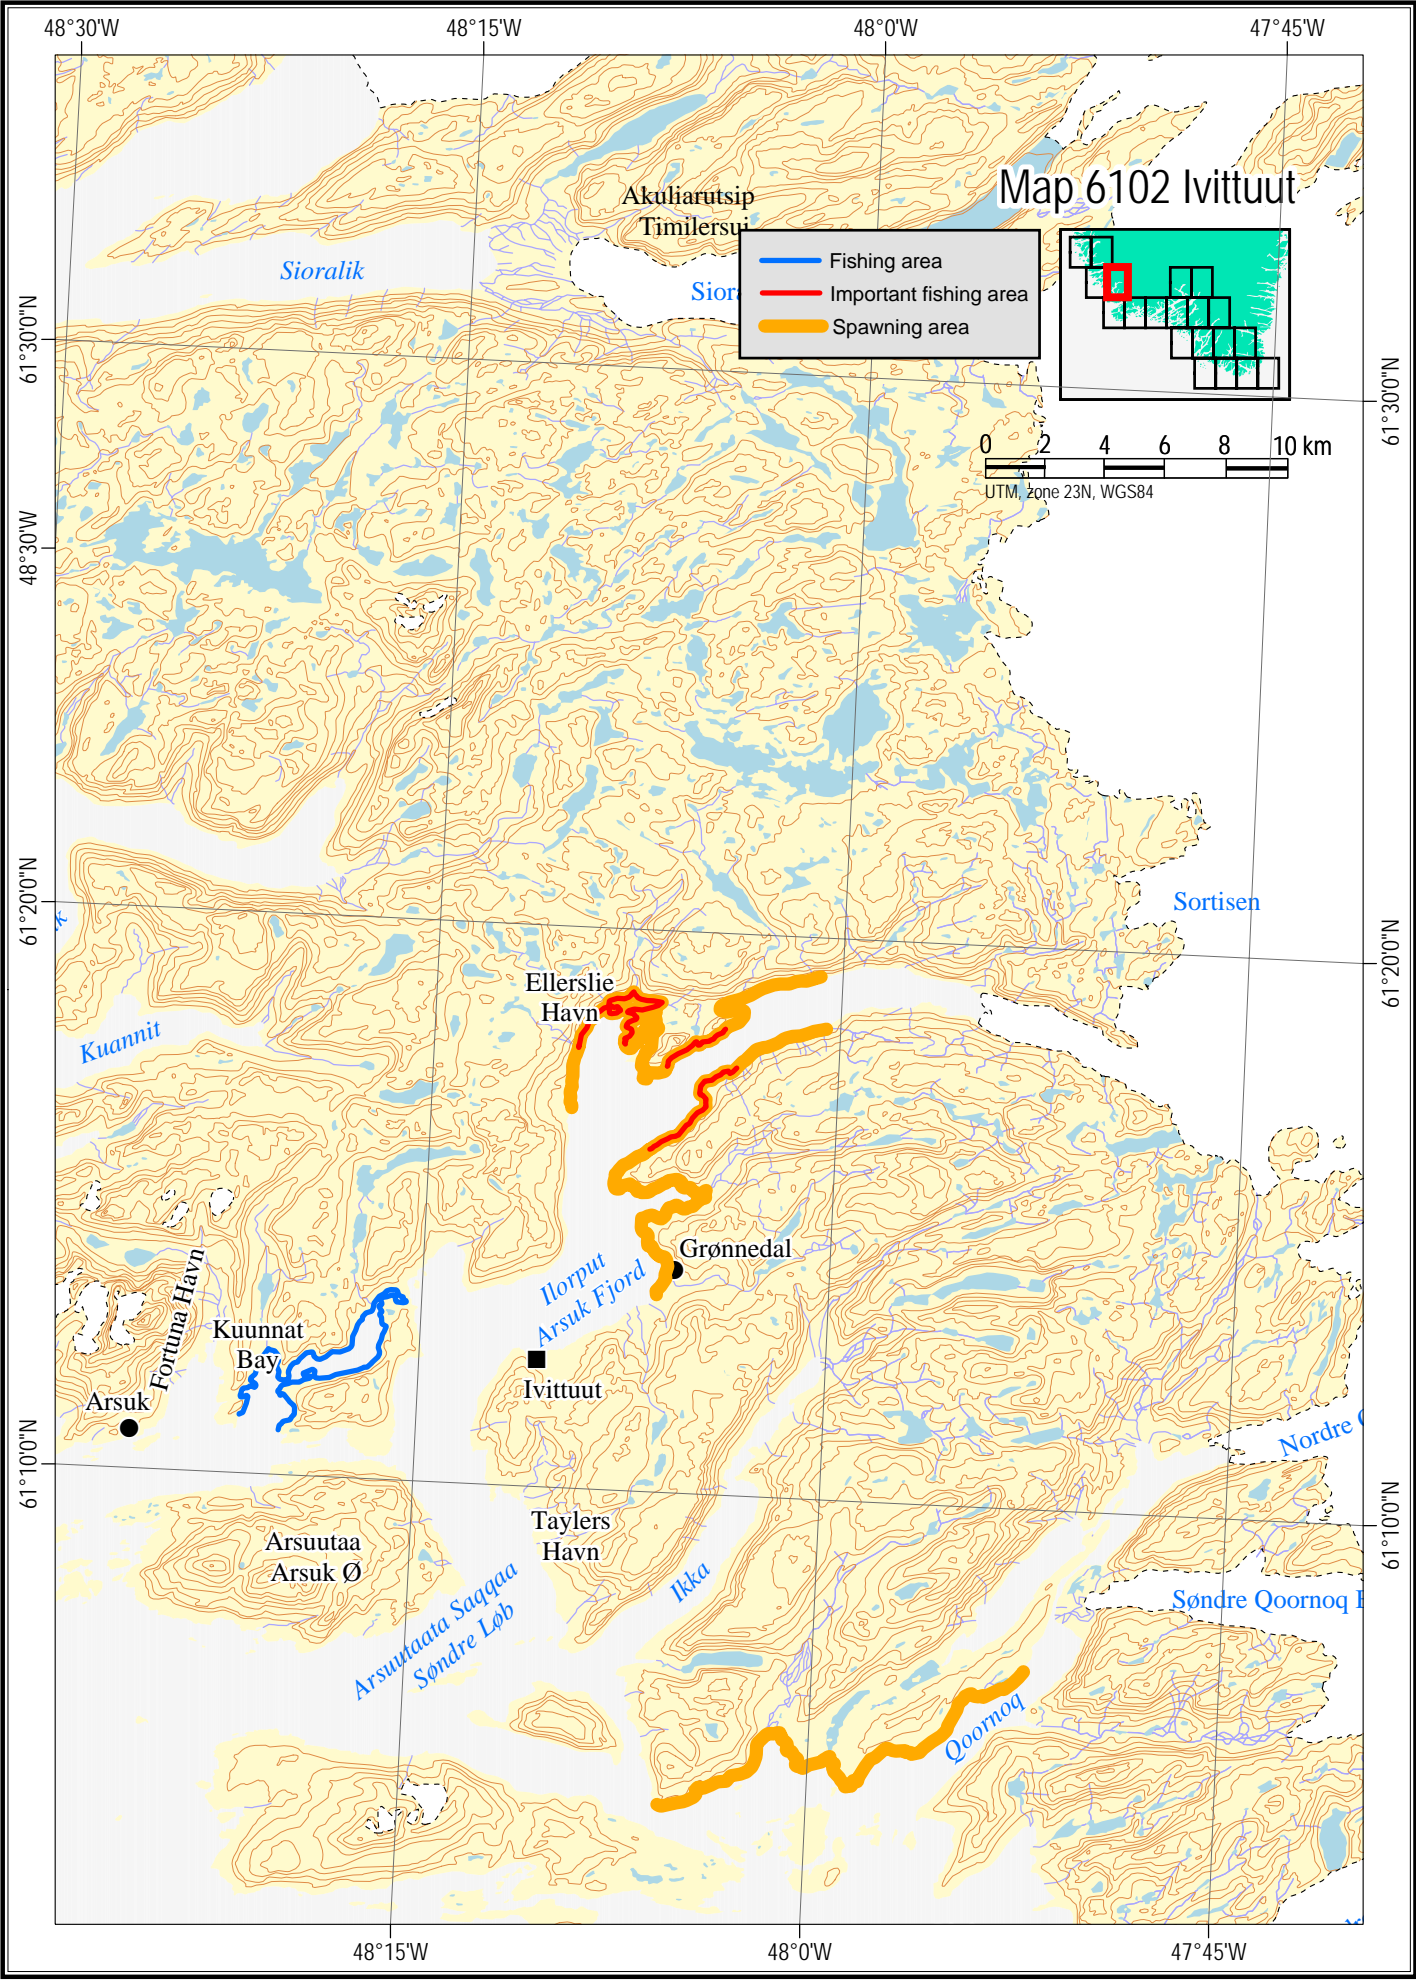 48°30'W
48°15'W
48°0'W
47°45'W
Akuliarutsip
Timilersui
Map 6102 Ivittuut
Sioralik
Fishing area
Important fishing area
Spawning area
61°30'0"N
61°30'0"N
0 2 4 6 8 10 km
UTM, zone 23N, WGS84
48°30'W
61°20'0"N
Sortisen
61°20'0"N
Ellerslie
Havn
Kuannit
Grønnedal
Ilorput
Arsuk Fjord
Fortuna Havn
Kuunnat
Bay
Ivittuut
Arsuk
Nordre
61°10'0"N
61°10'0"N
Taylers
Havn
Arsuutaa
Arsuk Ø
Ikka
Søndre Qoornoq
Arsuutaata Saqqaa
Søndre Løb
Qoornoq
48°15'W
48°0'W
47°45'W